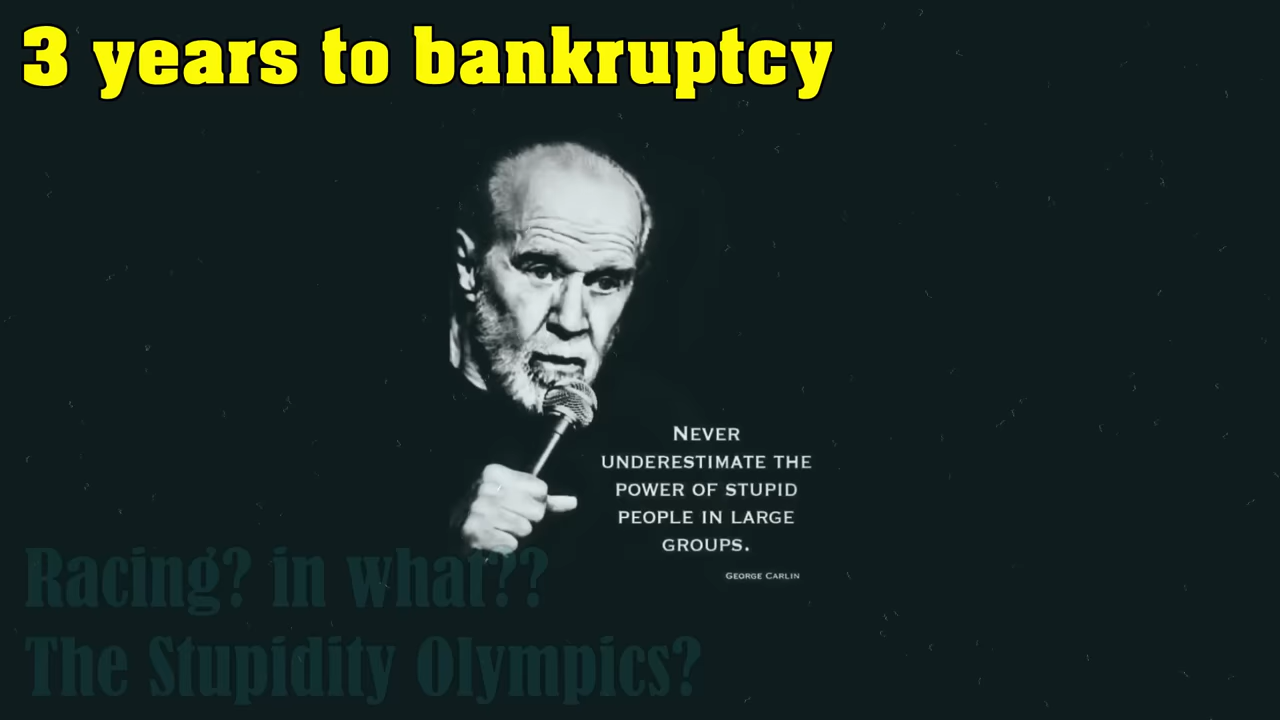 3 years to bankruptcy
Never
underestimate the
power of stupid
people in large
groups.
George Carlin
Racing? in what??
The Stupidity Olympics?